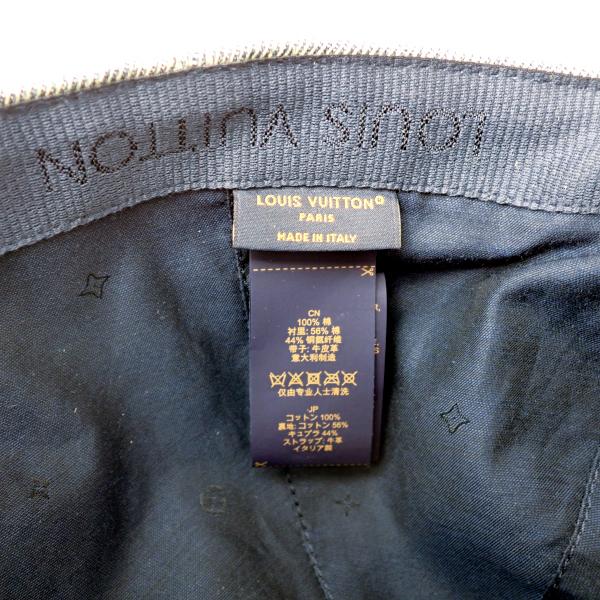 LOUIS VUITTON
LOUIS VUITTON
PARIS
MADE IN ITALY
CN
100% 棉
衬里: 56% 棉
44% 铜氨纤维
带子: 牛皮革
意大利制造
仅由专业人士清洗
JP
コットン 100%
裏地: コットン 56%
キュプラ 44%
ストラップ: 牛革
イタリア製